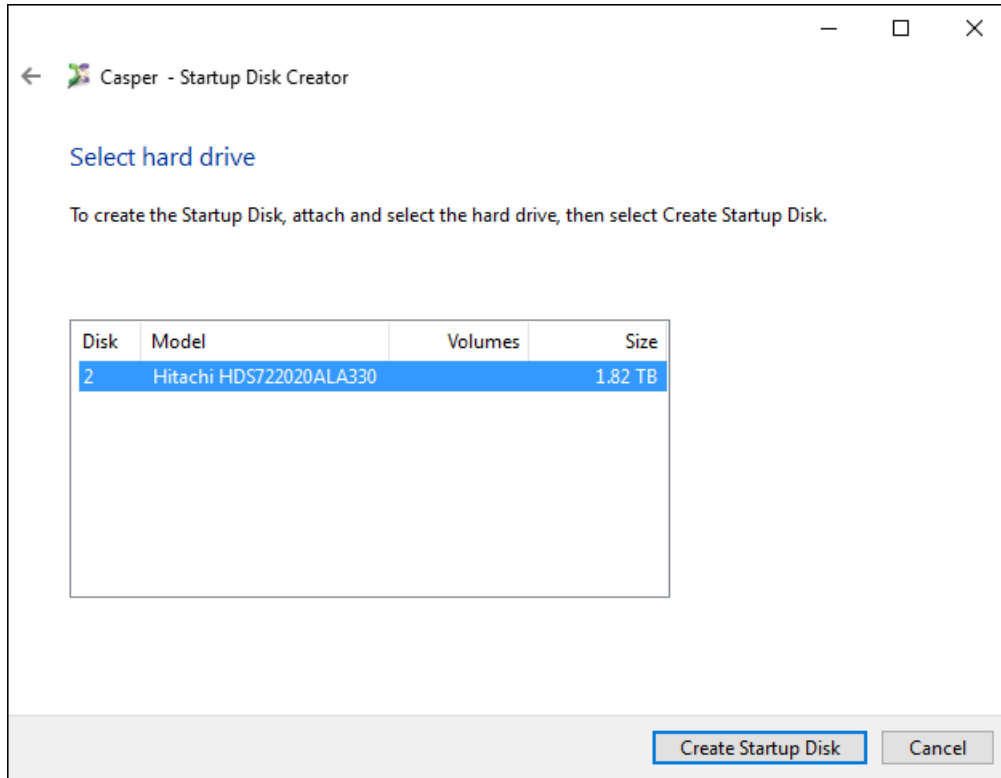 Casper - Startup Disk Creator
Select hard drive
To create the Startup Disk, attach and select the hard drive, then select Create Startup Disk.
Disk Model Volumes Size
2 Hitachi HDS722020ALA330 1.82 TB
Create Startup Disk Cancel